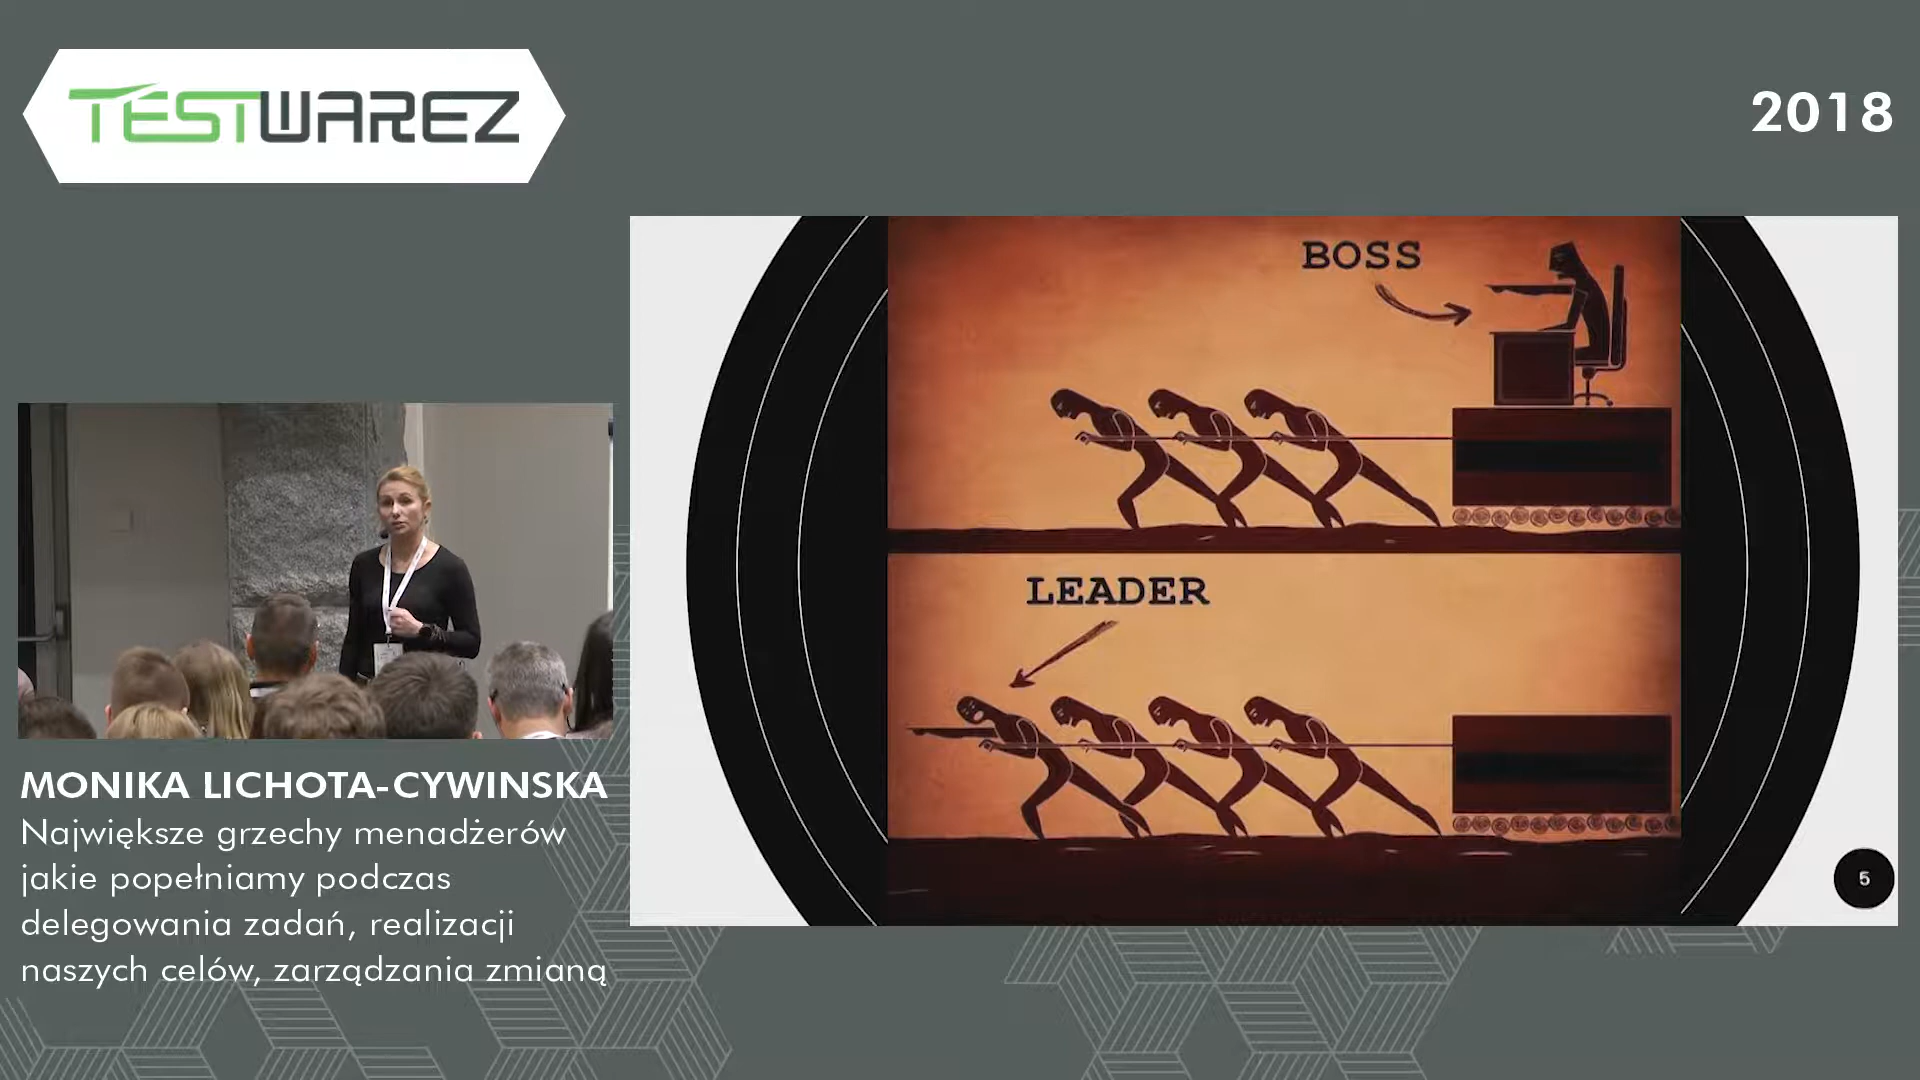 TESTWAREZ
2018
BOSS
LEADER
5
MONIKA LICHOTA-CYWINSKA
Największe grzechy menadżerów
jakie popełniamy podczas
delegowania zadań, realizacji
naszych celów, zarządzania zmianą